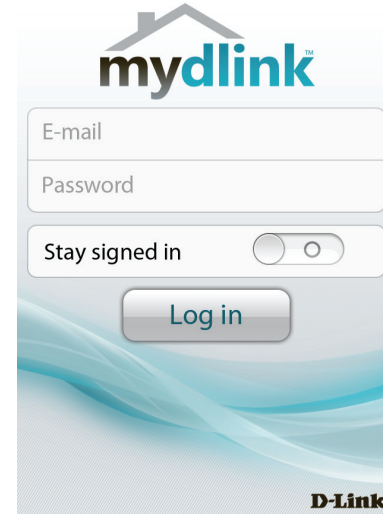 mydlink™
E-mail
Password
Stay signed in
Log in
D-Link